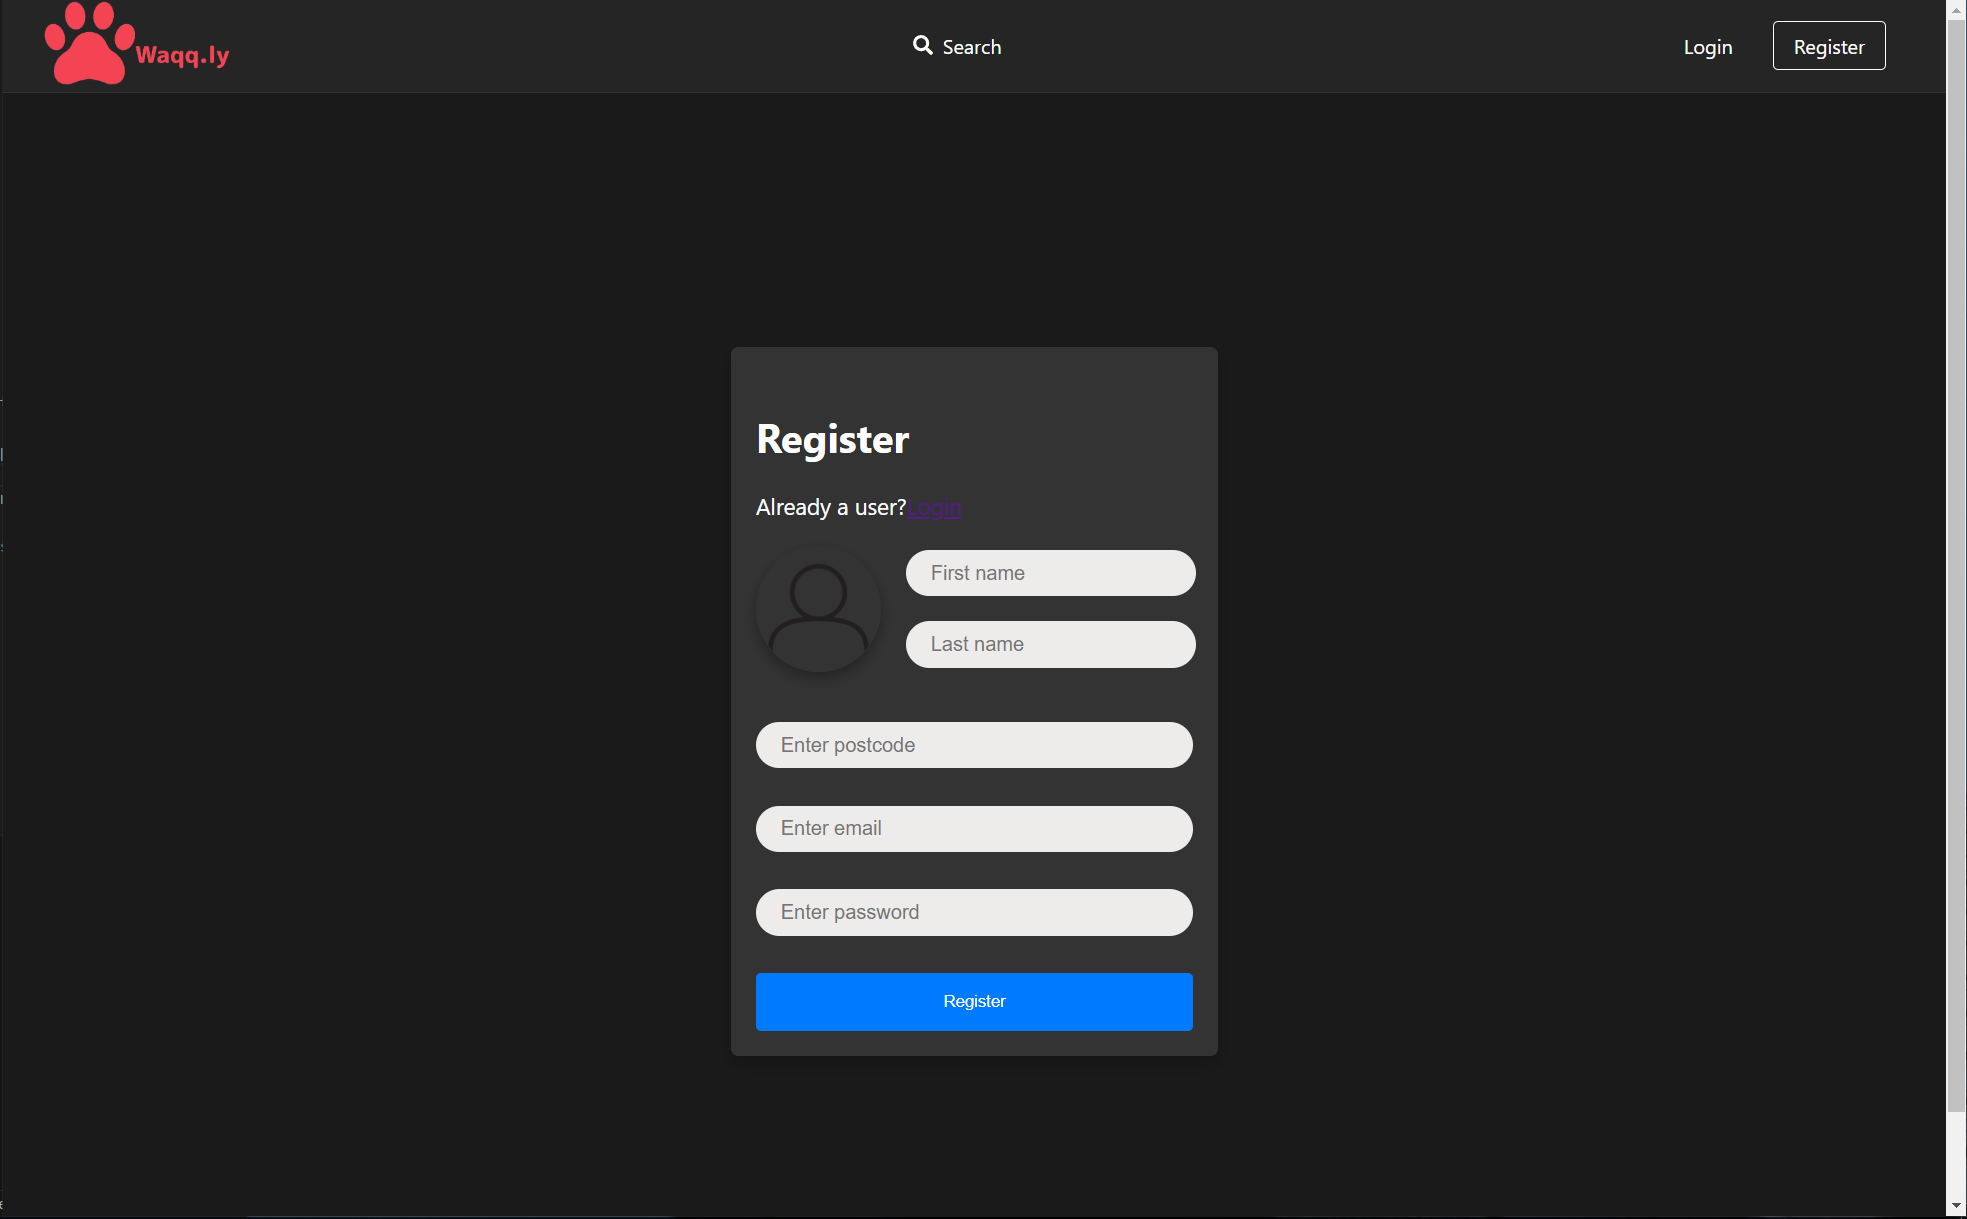 Waqq.ly
Search
Login
Register
Register
Already a user?Login
First name
Last name
Enter postcode
Enter email
Enter password
Register